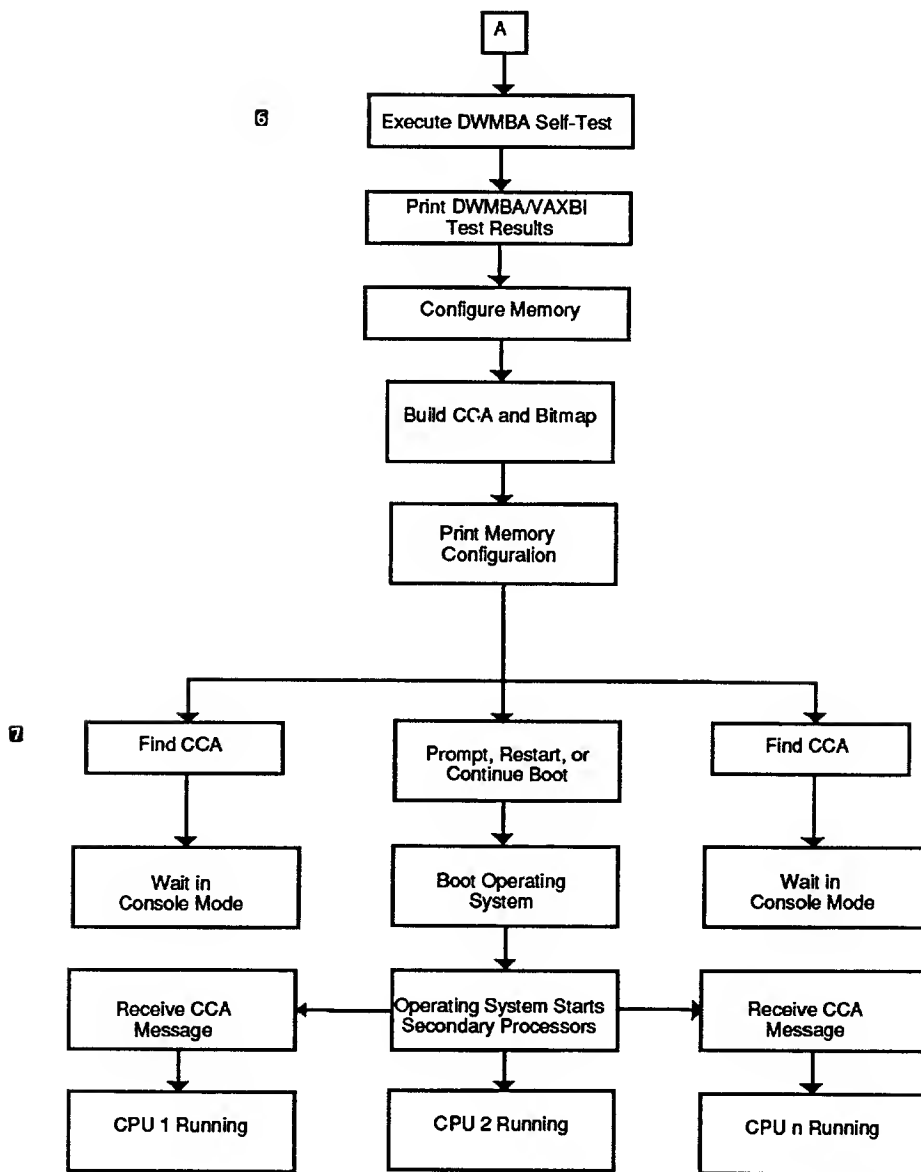 A
6
Execute DWMBA Self-Test
Print DWMBA/VAXBI
Test Results
Configure Memory
Build CCA and Bitmap
Print Memory
Configuration
7
Find CCA
Prompt, Restart, or
Continue Boot
Find CCA
Wait in
Console Mode
Boot Operating
System
Wait in
Console Mode
Receive CCA
Message
Operating System Starts
Secondary Processors
Receive CCA
Message
CPU 1 Running
CPU 2 Running
CPU n Running